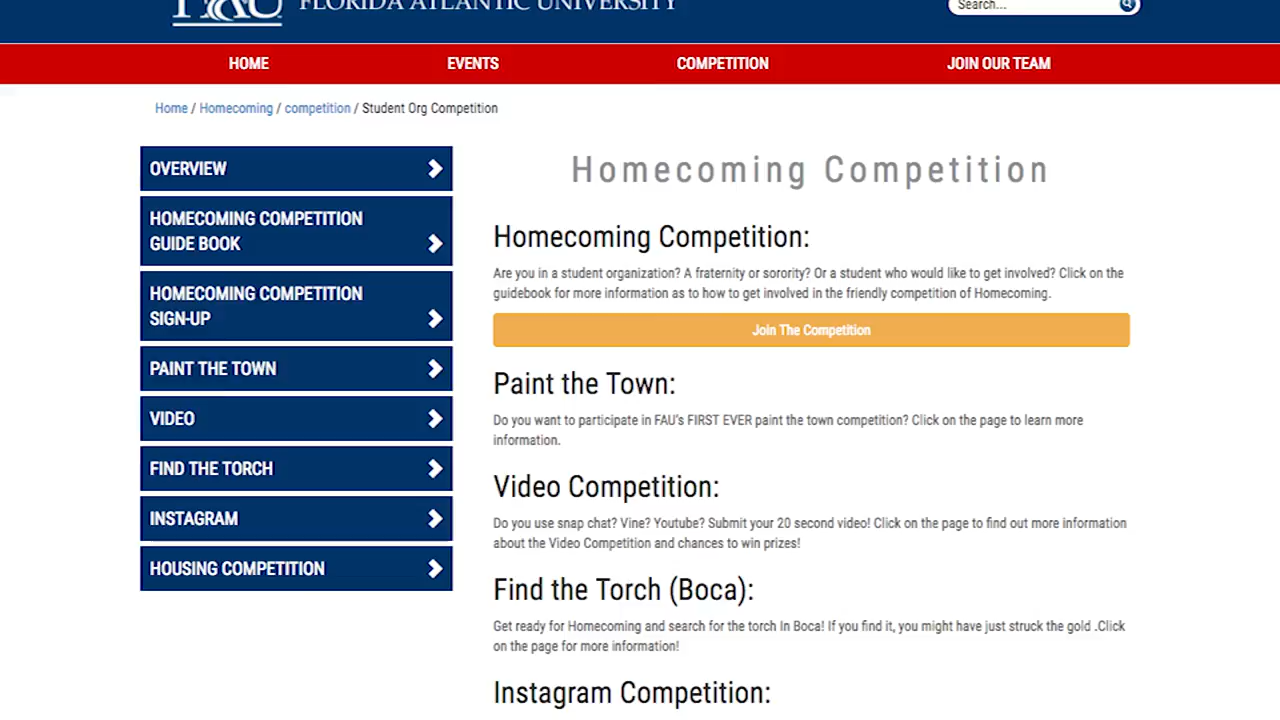 FAU FLORIDA ATLANTIC UNIVERSITY
Search...
HOME EVENTS COMPETITION JOIN OUR TEAM
Home / Homecoming / competition / Student Org Competition
OVERVIEW
HOMECOMING COMPETITION
GUIDE BOOK
HOMECOMING COMPETITION
SIGN-UP
PAINT THE TOWN
VIDEO
FIND THE TORCH
INSTAGRAM
HOUSING COMPETITION
Homecoming Competition
Homecoming Competition:
Are you in a student organization? A fraternity or sorority? Or a student who would like to get involved? Click on the
guidebook for more information as to how to get involved in the friendly competition of Homecoming.
Join The Competition
Paint the Town:
Do you want to participate in FAU's FIRST EVER paint the town competition? Click on the page to learn more
information.
Video Competition:
Do you use snap chat? Vine? Youtube? Submit your 20 second video! Click on the page to find out more information
about the Video Competition and chances to win prizes!
Find the Torch (Boca):
Get ready for Homecoming and search for the torch In Boca! If you find it, you might have just struck the gold .Click
on the page for more information!
Instagram Competition: